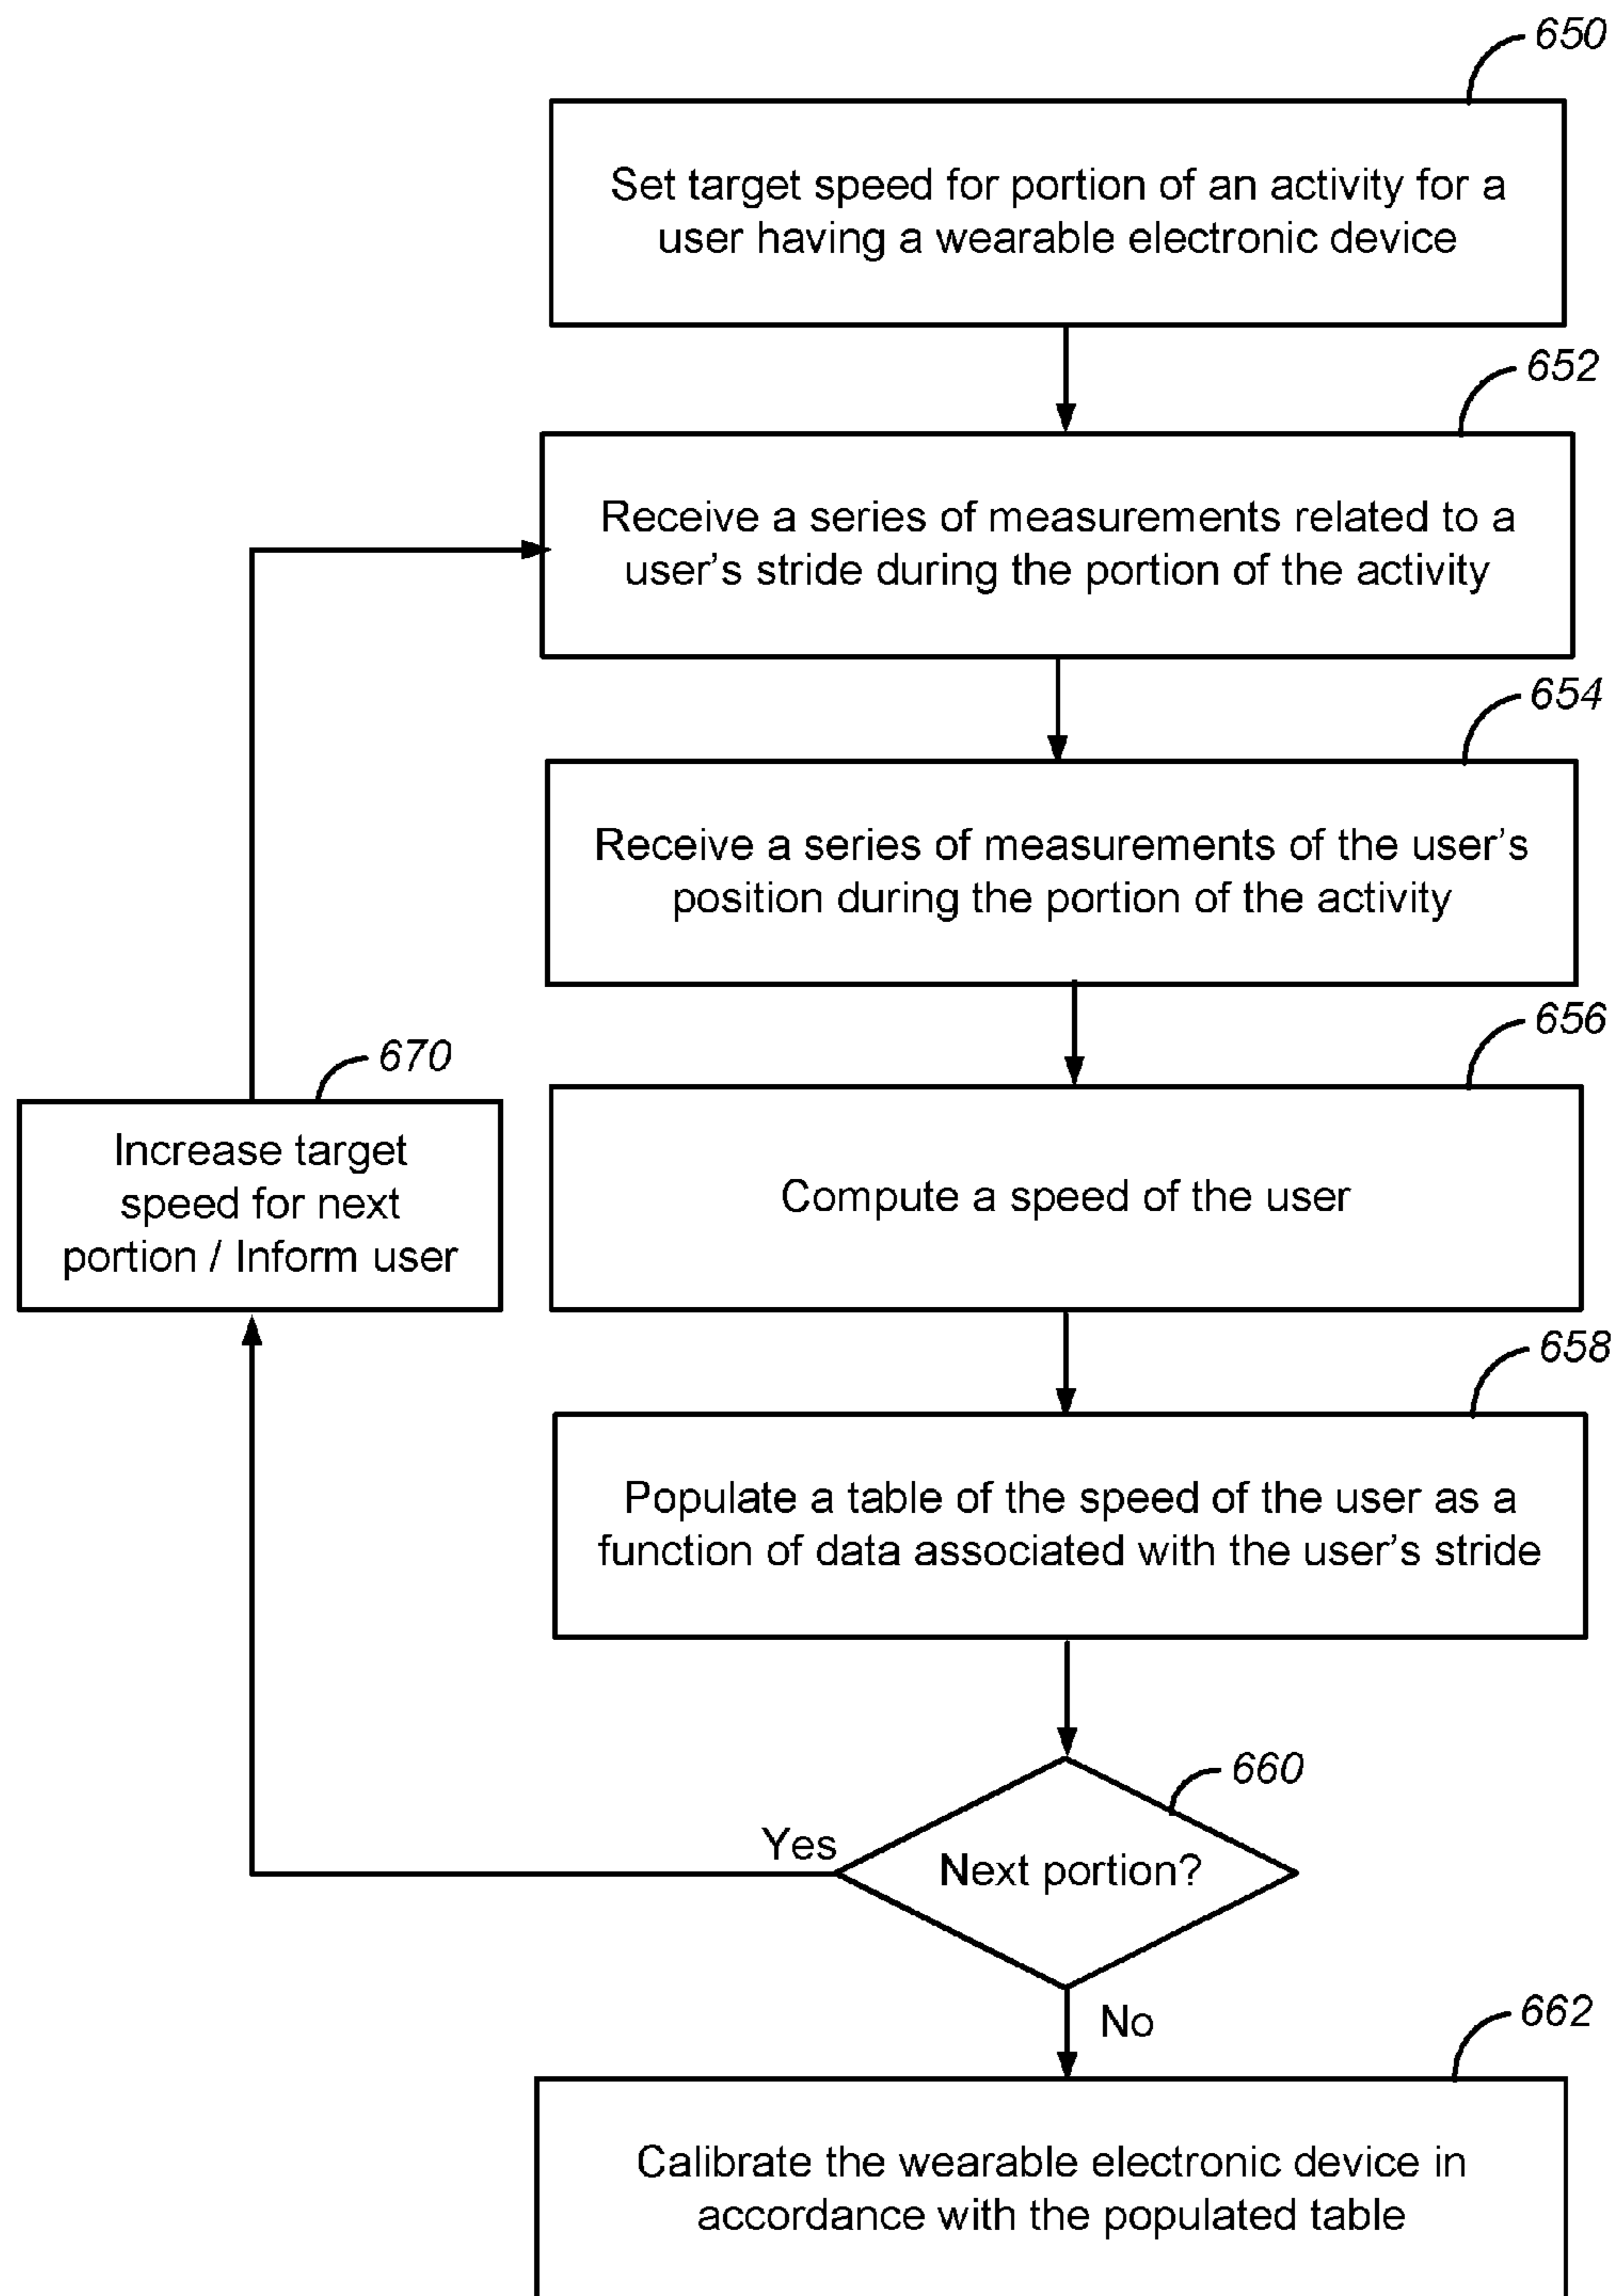 650
Set target speed for portion of an activity for a
user having a wearable electronic device
652
Receive a series of measurements related to a
user's stride during the portion of the activity
654
Receive a series of measurements of the user's
position during the portion of the activity
656
Compute a speed of the user
670
Increase target
speed for next
portion / Inform user
658
Populate a table of the speed of the user as a
function of data associated with the user's stride
660
Yes
Next portion?
No
662
Calibrate the wearable electronic device in
accordance with the populated table